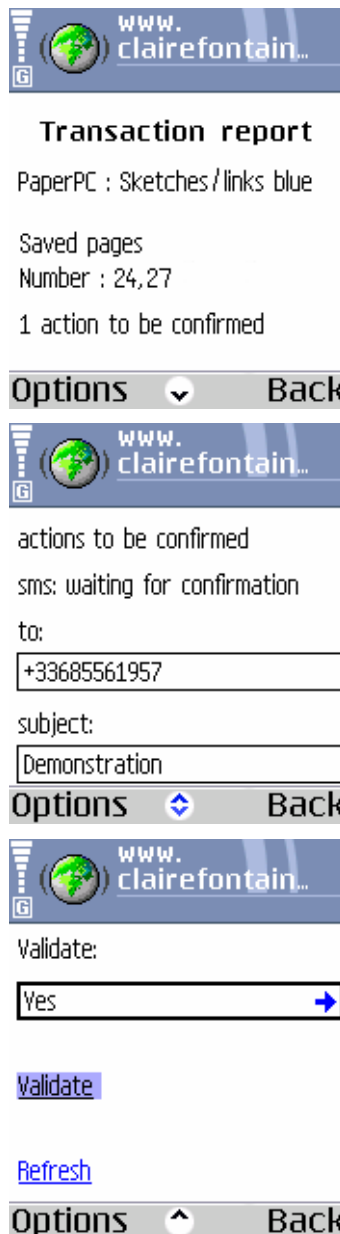 www.
clairefontain...
G
Transaction report
PaperPC : Sketches/links blue
Saved pages
Number : 24,27
1 action to be confirmed
Options Back
www.
clairefontain...
G
actions to be confirmed
sms: waiting for confirmation
to:
+33685561957
subject:
Demonstration
Options Back
www.
clairefontain...
G
Validate:
Yes
Validate
Refresh
Options Back